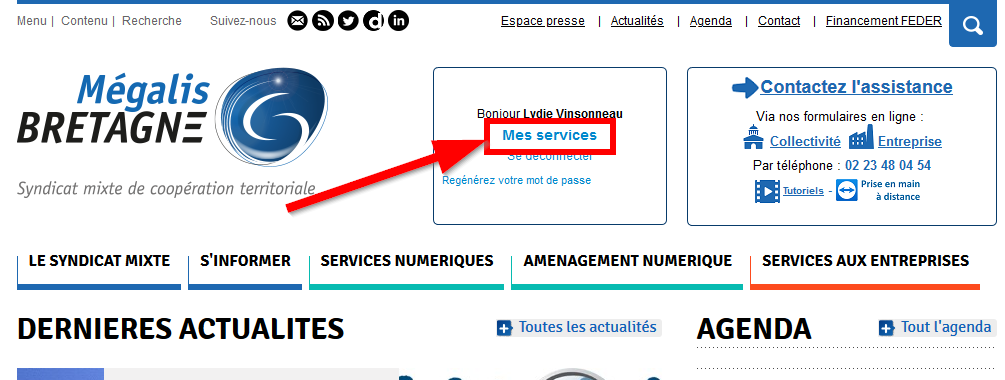 Menu | Contenu | Recherche
Suivez-nous
Espace presse | Actualités | Agenda | Contact | Financement FEDER
Mégalis
BRETAGNE
Syndicat mixte de coopération territoriale
Bonjour Lydie Vinsonneau
Mes services
Se déconnecter
Regénérez votre mot de passe
Contactez l'assistance
Via nos formulaires en ligne :
Collectivité Entreprise
Par téléphone : 02 23 48 04 54
Tutoriels - Prise en main
à distance
LE SYNDICAT MIXTE
S'INFORMER
SERVICES NUMERIQUES
AMENAGEMENT NUMERIQUE
SERVICES AUX ENTREPRISES
DERNIERES ACTUALITES
Toutes les actualités
AGENDA
Tout l'agenda